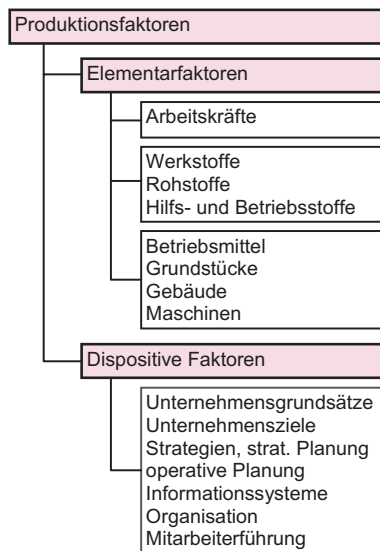 Produktionsfaktoren
Elementarfaktoren
Arbeitskräfte
Werkstoffe
Rohstoffe
Hilfs- und Betriebsstoffe
Betriebsmittel
Grundstücke
Gebäude
Maschinen
Dispositive Faktoren
Unternehmensgrundsätze
Unternehmensziele
Strategien, strat. Planung
operative Planung
Informationssysteme
Organisation
Mitarbeiterführung